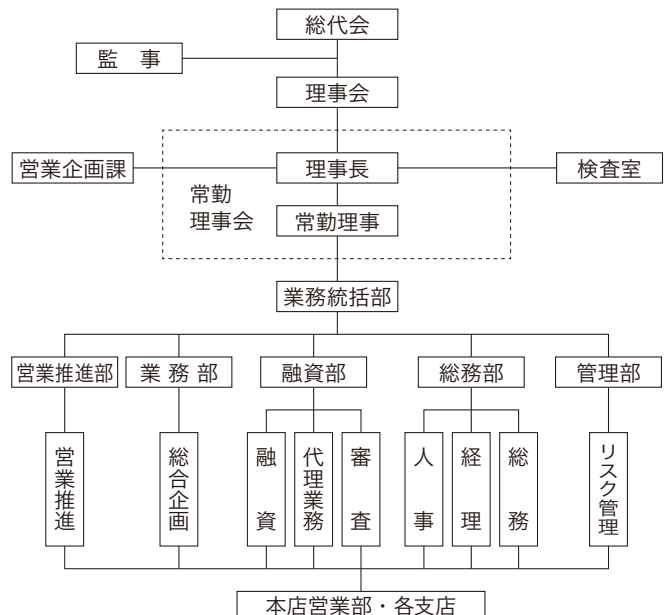 総代会
監　事
理事会
営業企画課
理事長
検査室
常勤
理事会
常勤理事
業務統括部
営業推進部
業 務 部
融資部
総務部
管理部
営業推進
総合企画
融　資
代理業務
審　査
人　事
経　理
総　務
リスク管理
本店営業部・各支店